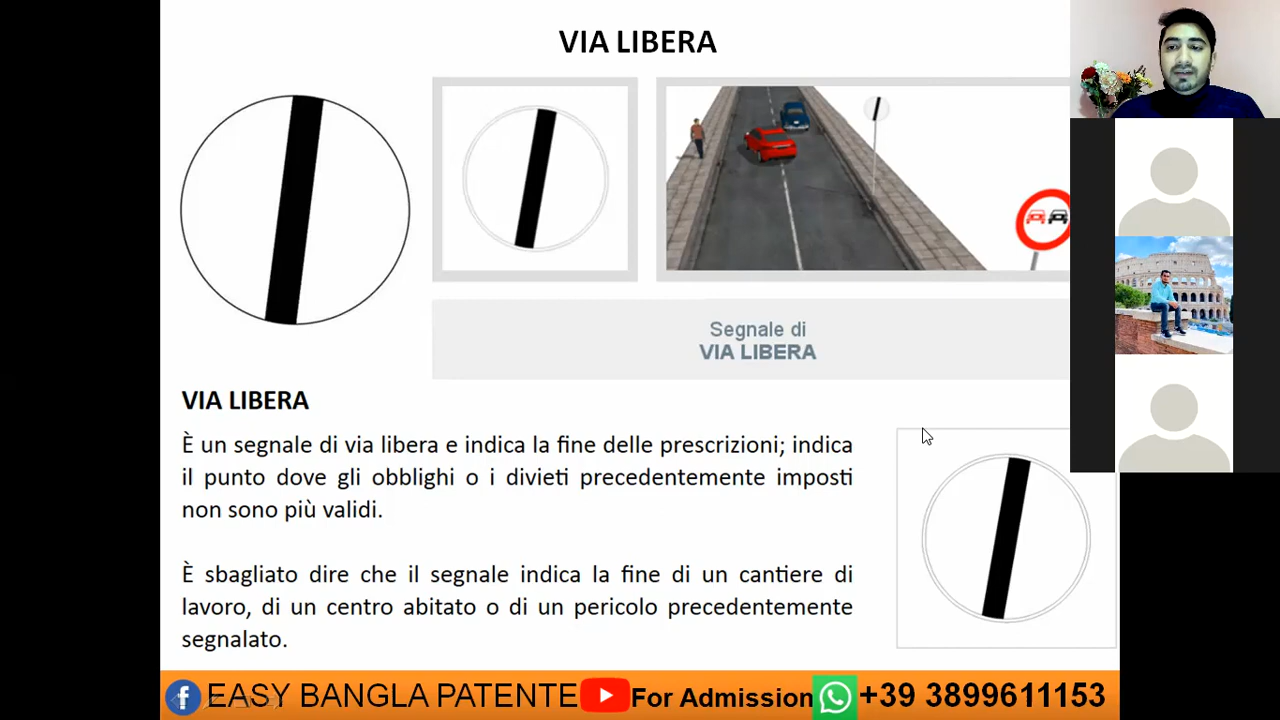 VIA LIBERA
Segnale di
VIA LIBERA
VIA LIBERA
È un segnale di via libera e indica la fine delle prescrizioni; indica
il punto dove gli obblighi o i divieti precedentemente imposti
non sono più validi.
È sbagliato dire che il segnale indica la fine di un cantiere di
lavoro, di un centro abitato o di un pericolo precedentemente
segnalato.
EASY BANGLA PATENTE For Admission +39 3899611153